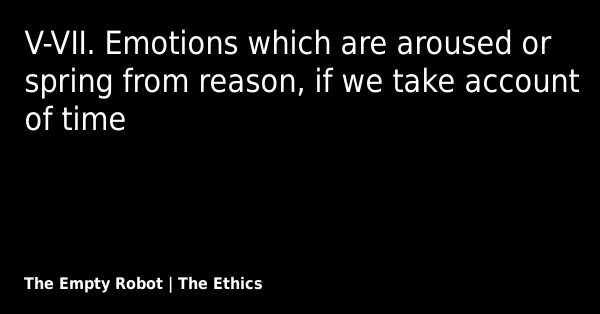 V-VII. Emotions which are aroused or
spring from reason, if we take account
of time
The Empty Robot | The Ethics